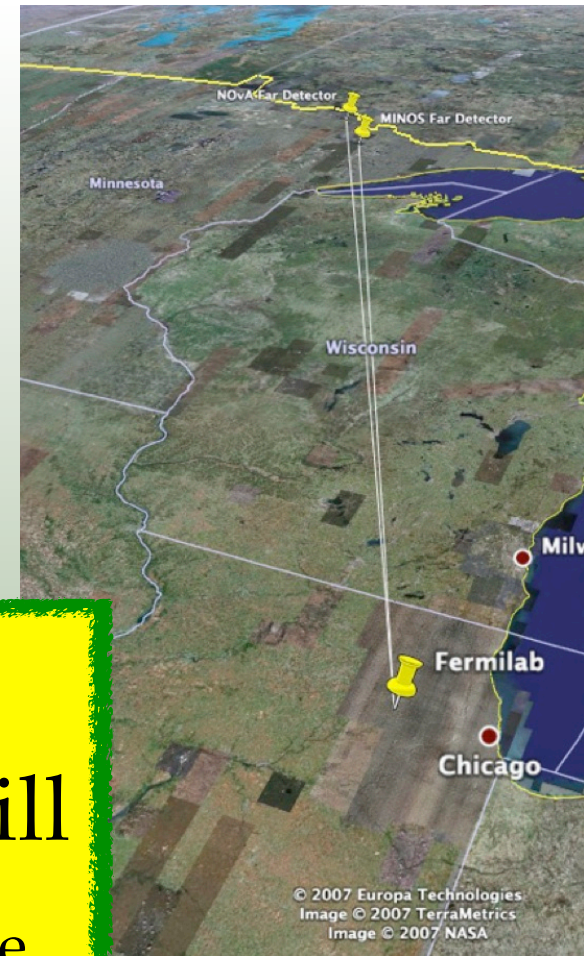 NOvA Far Detector
MINOS Far Detector
Minnesota
Wisconsin
Milw
Fermilab
Chicago
ill
e
© 2007 Europa Technologies
Image © 2007 TerraMetrics
Image © 2007 NASA